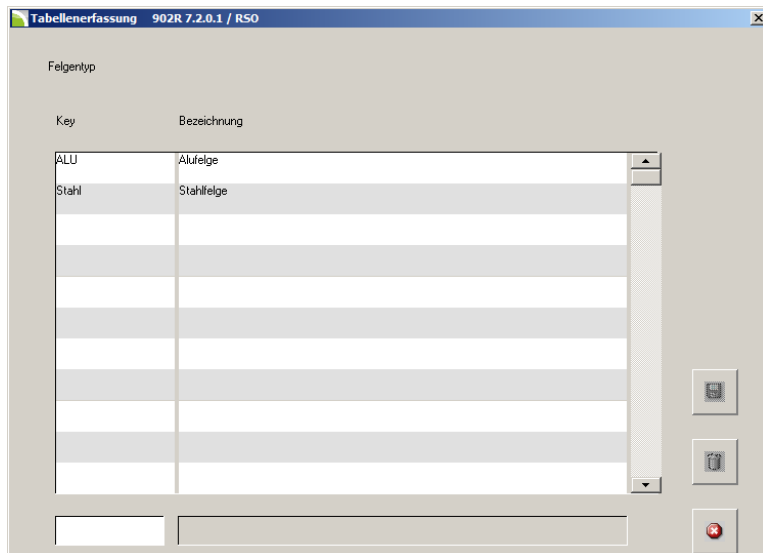 Tabellenerfassung 902R 7.2.0.1 / RSO
Felgentyp
Key Bezeichnung
ALU Alufelge
Stahl Stahlfelge